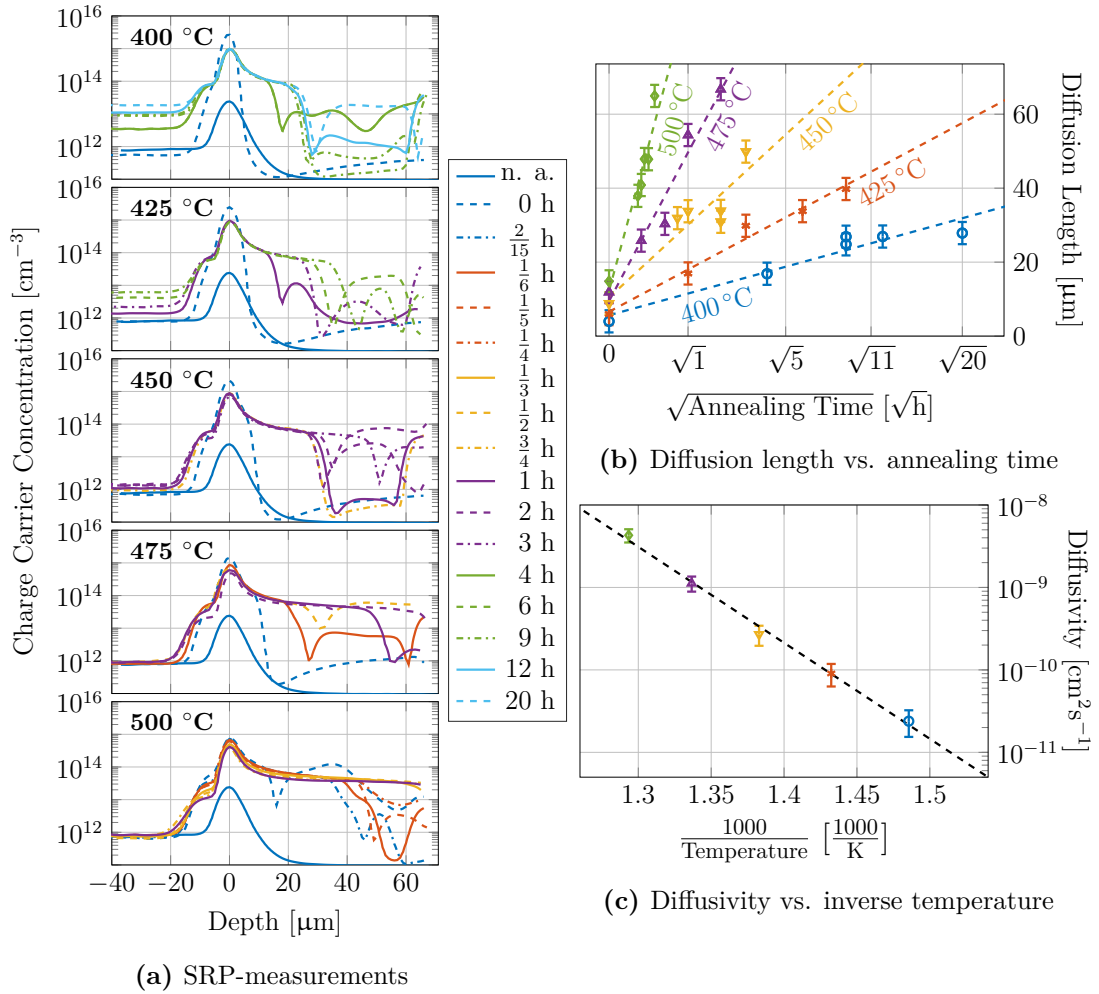 10^16
400 °C
10^14
10^12
10^16
425 °C
10^14
10^12
10^16
450 °C
10^14
10^12
10^16
475 °C
10^14
10^12
10^16
500 °C
10^14
10^12
−40 −20 0 20 40 60
Depth [μm]
Charge Carrier Concentration [cm^−3]
(a) SRP-measurements
n. a.
0 h
2/15 h
1/6 h
1/5 h
1/4 h
1/3 h
1/2 h
3/4 h
1 h
2 h
3 h
4 h
6 h
9 h
12 h
20 h
500 °C
475 °C
450 °C
425 °C
400 °C
60
40
20
0
Diffusion Length
[μm]
0 √1 √5 √11 √20
√Annealing Time [√h]
(b) Diffusion length vs. annealing time
10^−8
10^−9
10^−10
10^−11
Diffusivity [cm²s^−1]
1.3 1.35 1.4 1.45 1.5
1000/Temperature [1000/K]
(c) Diffusivity vs. inverse temperature